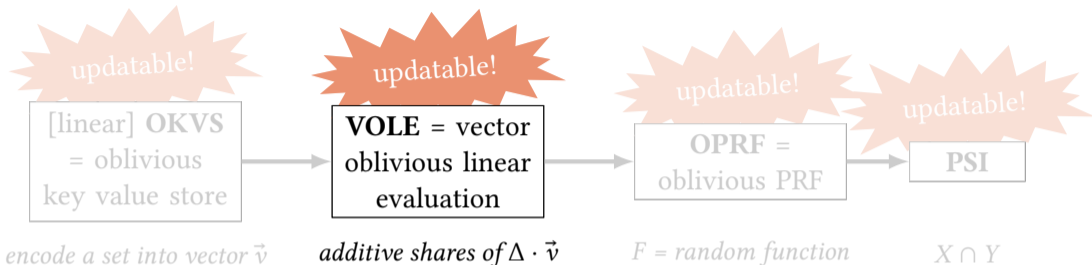 updatable!
[linear] OKVS
= oblivious
key value store
encode a set into vector v⃗
updatable!
VOLE = vector
oblivious linear
evaluation
additive shares of Δ · v⃗
updatable!
OPRF =
oblivious PRF
F = random function
updatable!
PSI
X ∩ Y